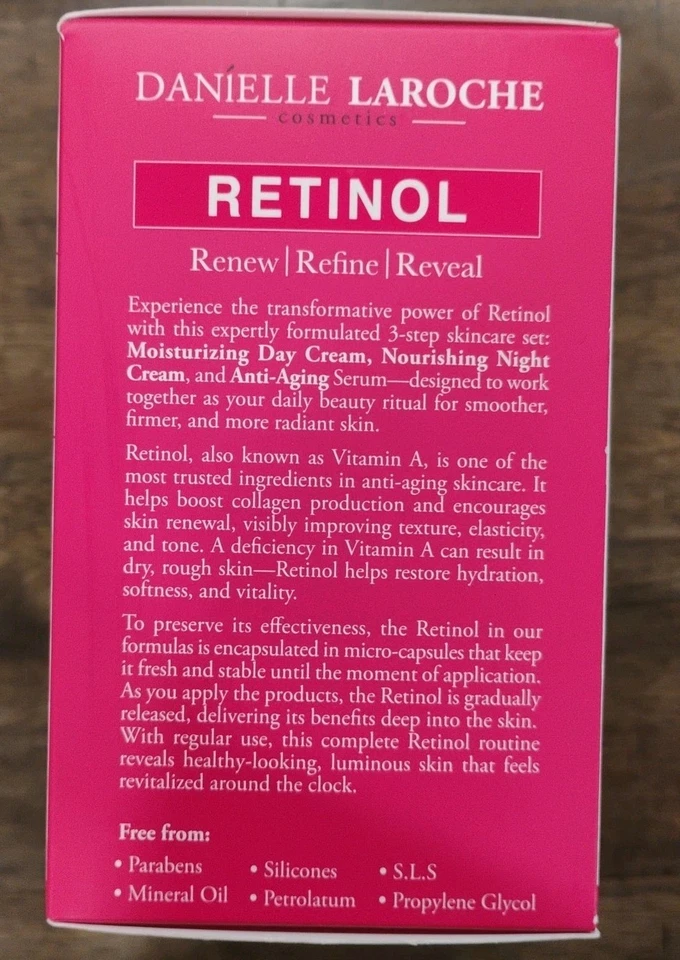 DANÍELLE LAROCHE
cosmetics
RETINOL
Renew | Refine | Reveal
Experience the transformative power of Retinol
with this expertly formulated 3-step skincare set:
Moisturizing Day Cream, Nourishing Night
Cream, and Anti-Aging Serum—designed to work
together as your daily beauty ritual for smoother,
firmer, and more radiant skin.
Retinol, also known as Vitamin A, is one of the
most trusted ingredients in anti-aging skincare. It
helps boost collagen production and encourages
skin renewal, visibly improving texture, elasticity,
and tone. A deficiency in Vitamin A can result in
dry, rough skin—Retinol helps restore hydration,
softness, and vitality.
To preserve its effectiveness, the Retinol in our
formulas is encapsulated in micro-capsules that keep
it fresh and stable until the moment of application.
As you apply the products, the Retinol is gradually
released, delivering its benefits deep into the skin.
With regular use, this complete Retinol routine
reveals healthy-looking, luminous skin that feels
revitalized around the clock.
Free from:
• Parabens • Silicones • S.L.S
• Mineral Oil • Petrolatum • Propylene Glycol